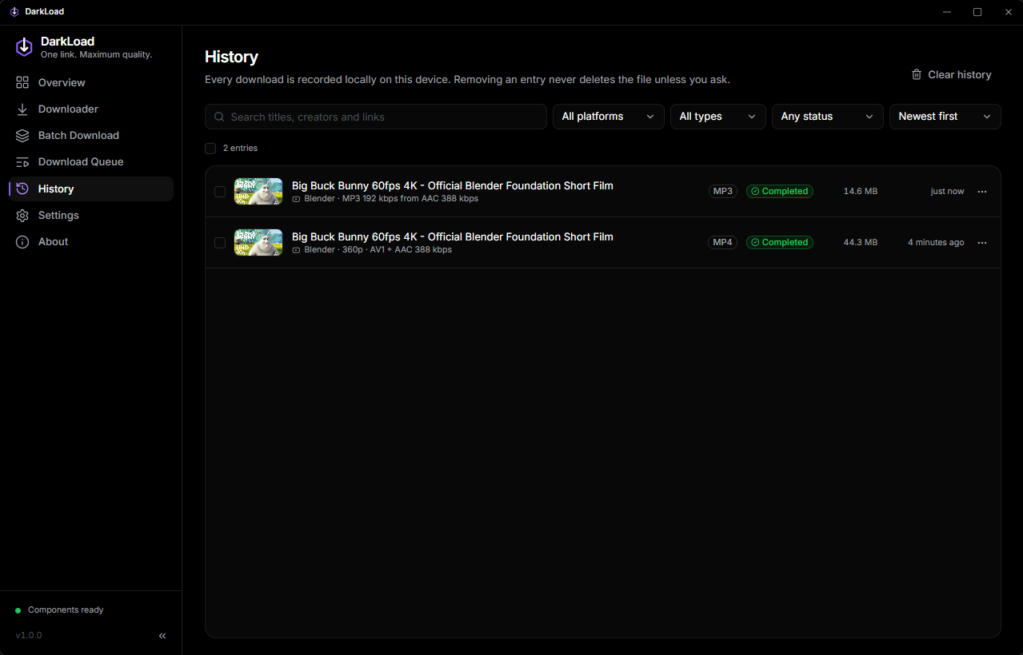 DarkLoad
DarkLoad
One link. Maximum quality.
Overview
Downloader
Batch Download
Download Queue
History
Settings
About
Components ready
v1.0.0
History
Every download is recorded locally on this device. Removing an entry never deletes the file unless you ask.
Clear history
Search titles, creators and links
All platforms
All types
Any status
Newest first
2 entries
Big Buck Bunny 60fps 4K - Official Blender Foundation Short Film
Blender · MP3 192 kbps from AAC 388 kbps
MP3
Completed
14.6 MB
just now
Big Buck Bunny 60fps 4K - Official Blender Foundation Short Film
Blender · 360p · AV1 + AAC 388 kbps
MP4
Completed
44.3 MB
4 minutes ago